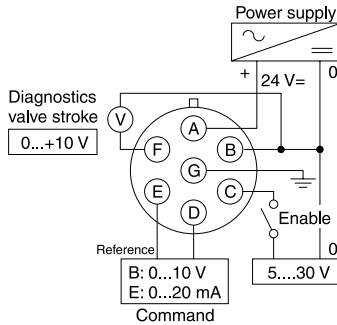 Power supply
+
24 V=
0
Diagnostics
valve stroke
0...+10 V
V
A
F
B
G
E
C
D
Enable
Reference
B: 0...10 V
E: 0...20 mA
Command
0
5....30 V